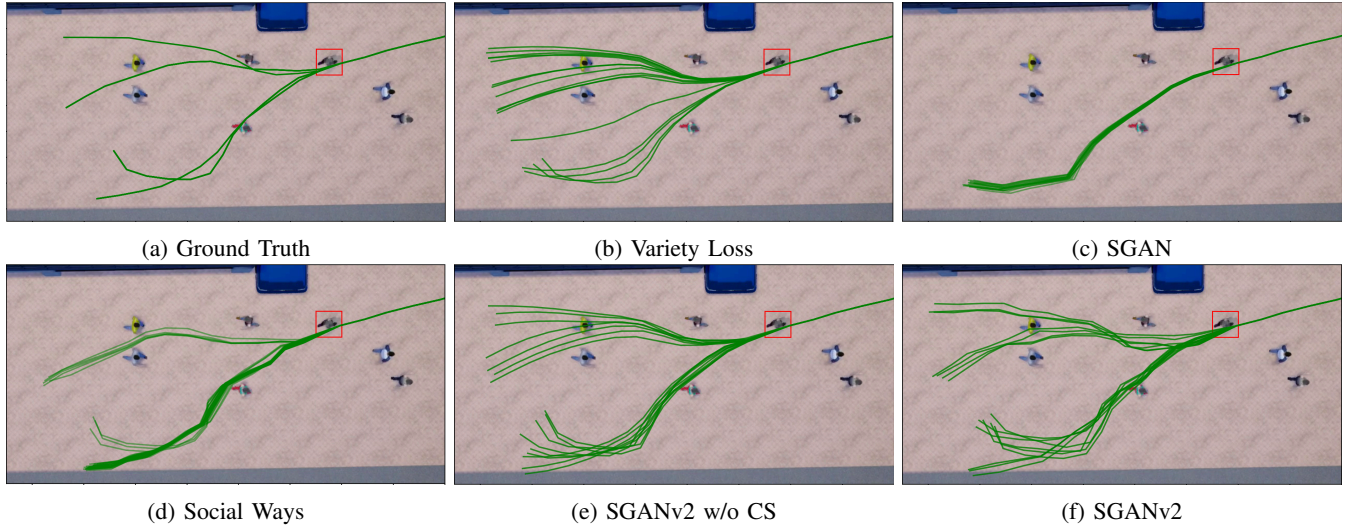 (a) Ground Truth
(b) Variety Loss
(c) SGAN
(d) Social Ways
(e) SGANv2 w/o CS
(f) SGANv2